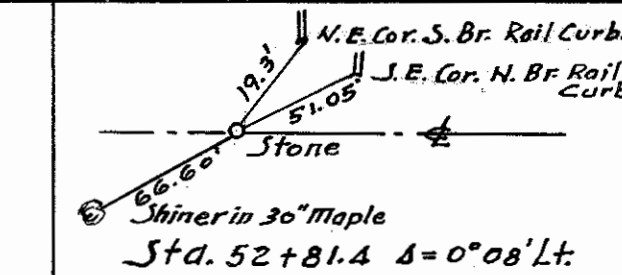 N.E. Cor. S. Br. Rail Curb.
19.3'
S.E. Cor. N. Br. Rail
Curb
51.05'
℄
Stone
66.60'
Shiner in 30" Maple
Sta. 52+81.4 Δ=0°08' Lt.